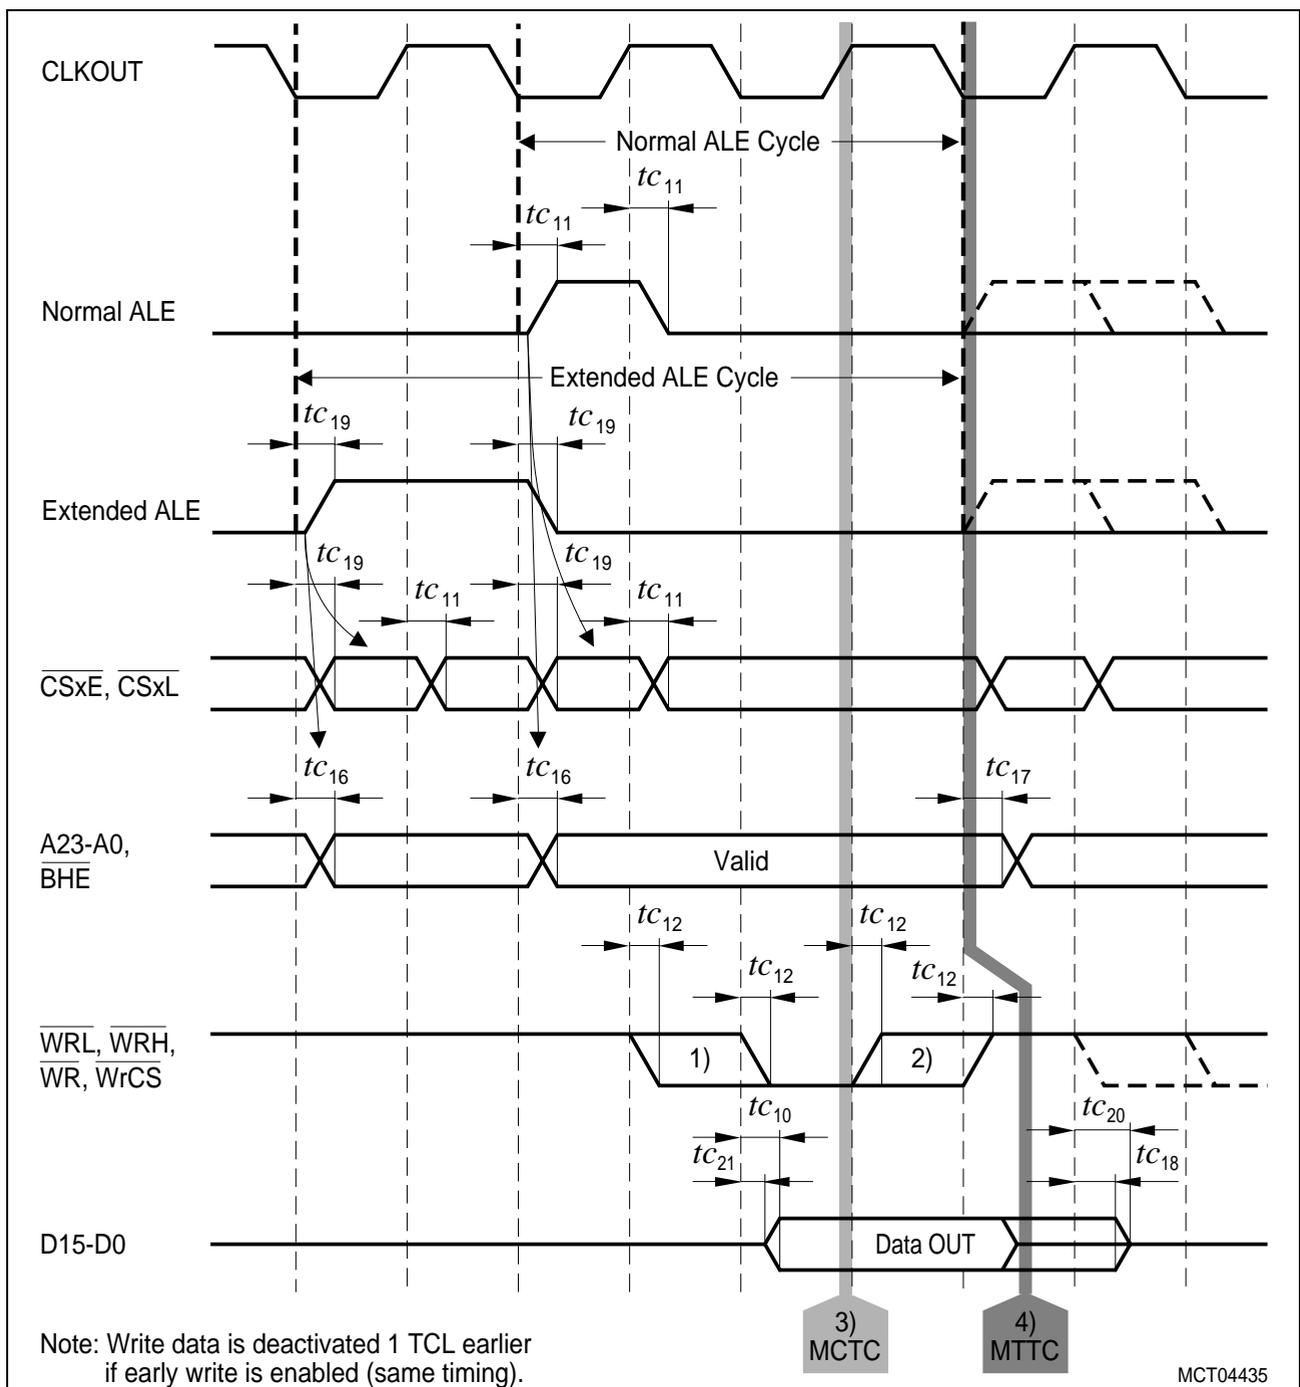 CLKOUT
Normal ALE Cycle
tc11
tc11
Normal ALE
Extended ALE Cycle
tc19
tc19
Extended ALE
tc19
tc19
tc11
tc11
CSxE, CSxL
tc16
tc16
tc17
A23-A0,
BHE
Valid
tc12
tc12
tc12
tc12
WRL, WRH,
WR, WrCS
1)
2)
tc10
tc20
tc21
tc18
D15-D0
Data OUT
3)
MCTC
4)
MTTC
Note: Write data is deactivated 1 TCL earlier
if early write is enabled (same timing).
MCT04435